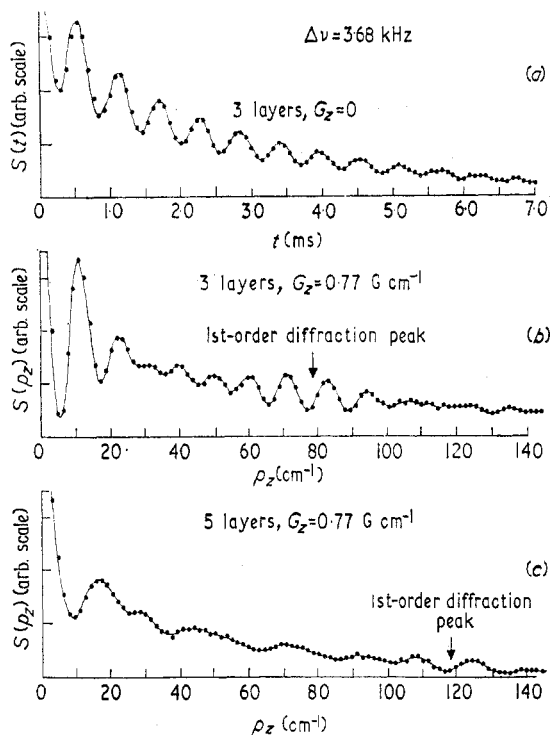 Δν=3·68 kHz
(a)
3 layers, G_z=0
S(t)(arb. scale)
0 1·0 2·0 3·0 4·0 5·0 6·0 7·0
t(ms)
3 layers, G_z=0·77 G cm⁻¹
1st-order diffraction peak
(b)
S(ρ_z)(arb. scale)
0 20· 40 60 80 100 120 140
ρ_z(cm⁻¹)
5 layers, G_z=0·77 G cm⁻¹
(c)
1st-order diffraction
peak
S(ρ_z)(arb. scale)
0 20 40 60 80 100 120 140
ρ_z(cm⁻¹)